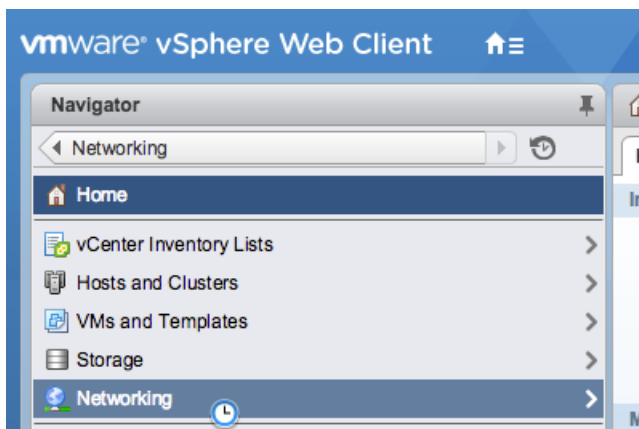 vmware® vSphere Web Client
Navigator
Networking
Home
vCenter Inventory Lists
Hosts and Clusters
VMs and Templates
Storage
Networking